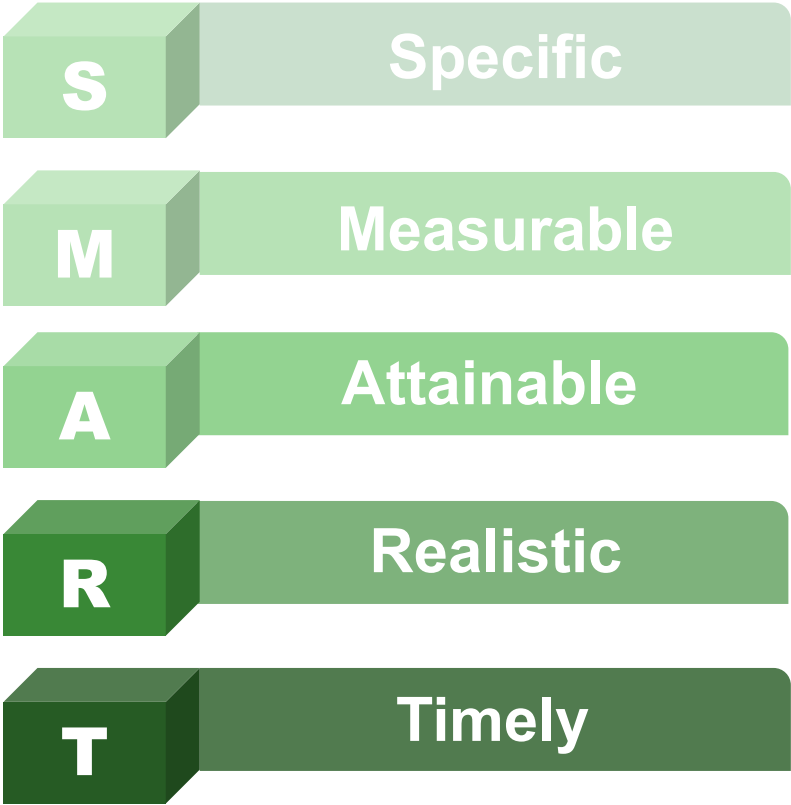 S Specific
M Measurable
A Attainable
R Realistic
T Timely